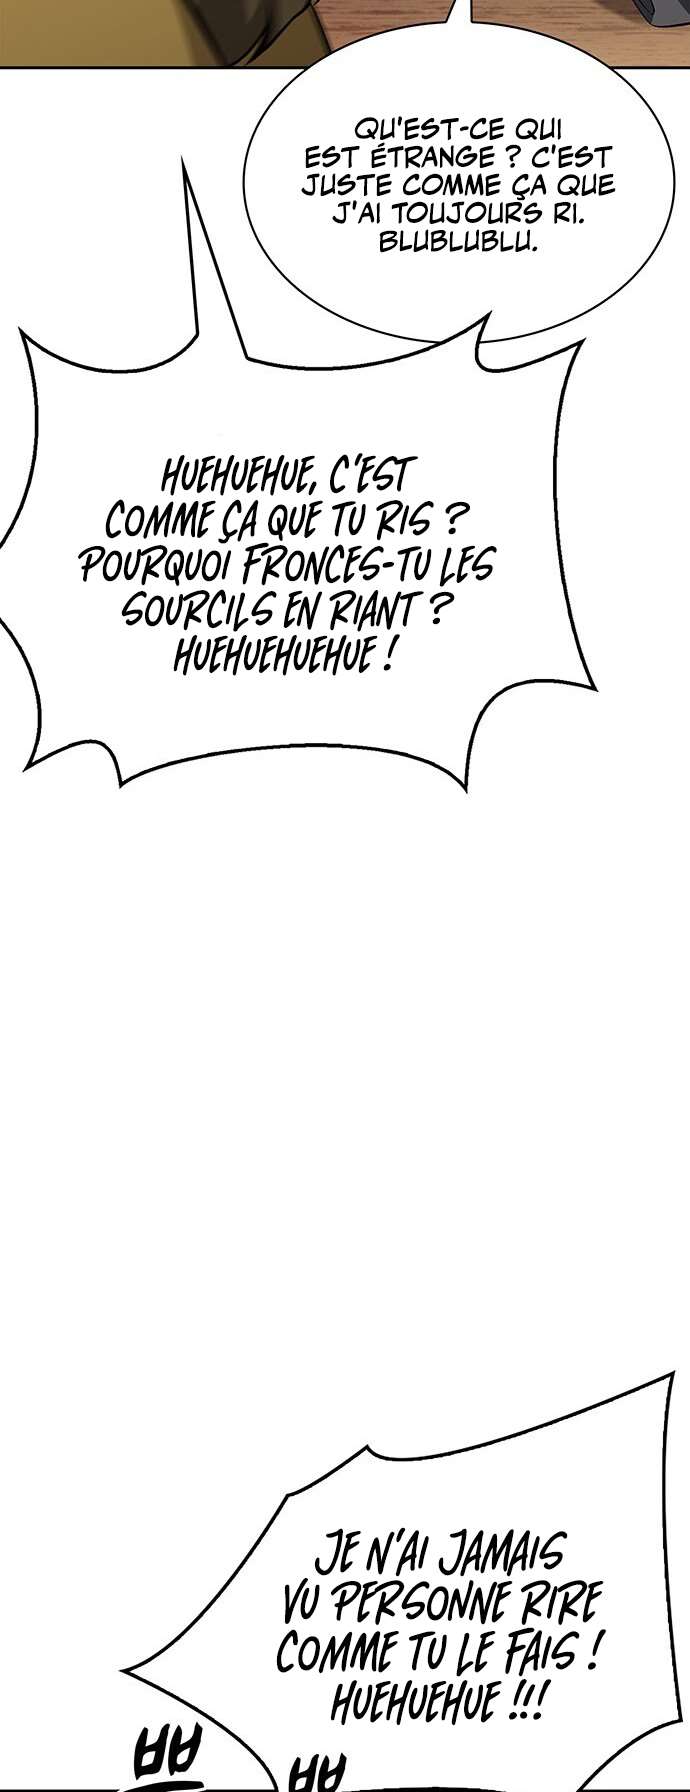 QU'EST-CE QUI
EST ÉTRANGE ? C'EST
JUSTE COMME ÇA QUE
J'AI TOUJOURS RI.
BLUBLUBLU.
HUEHUEHUE, C'EST
COMME ÇA QUE TU RIS ?
POURQUOI FRONCES-TU LES
SOURCILS EN RIANT ?
HUEHUEHUEHUE !
JE N'AI JAMAIS
VU PERSONNE RIRE
COMME TU LE FAIS !
HUEHUEHUE !!!